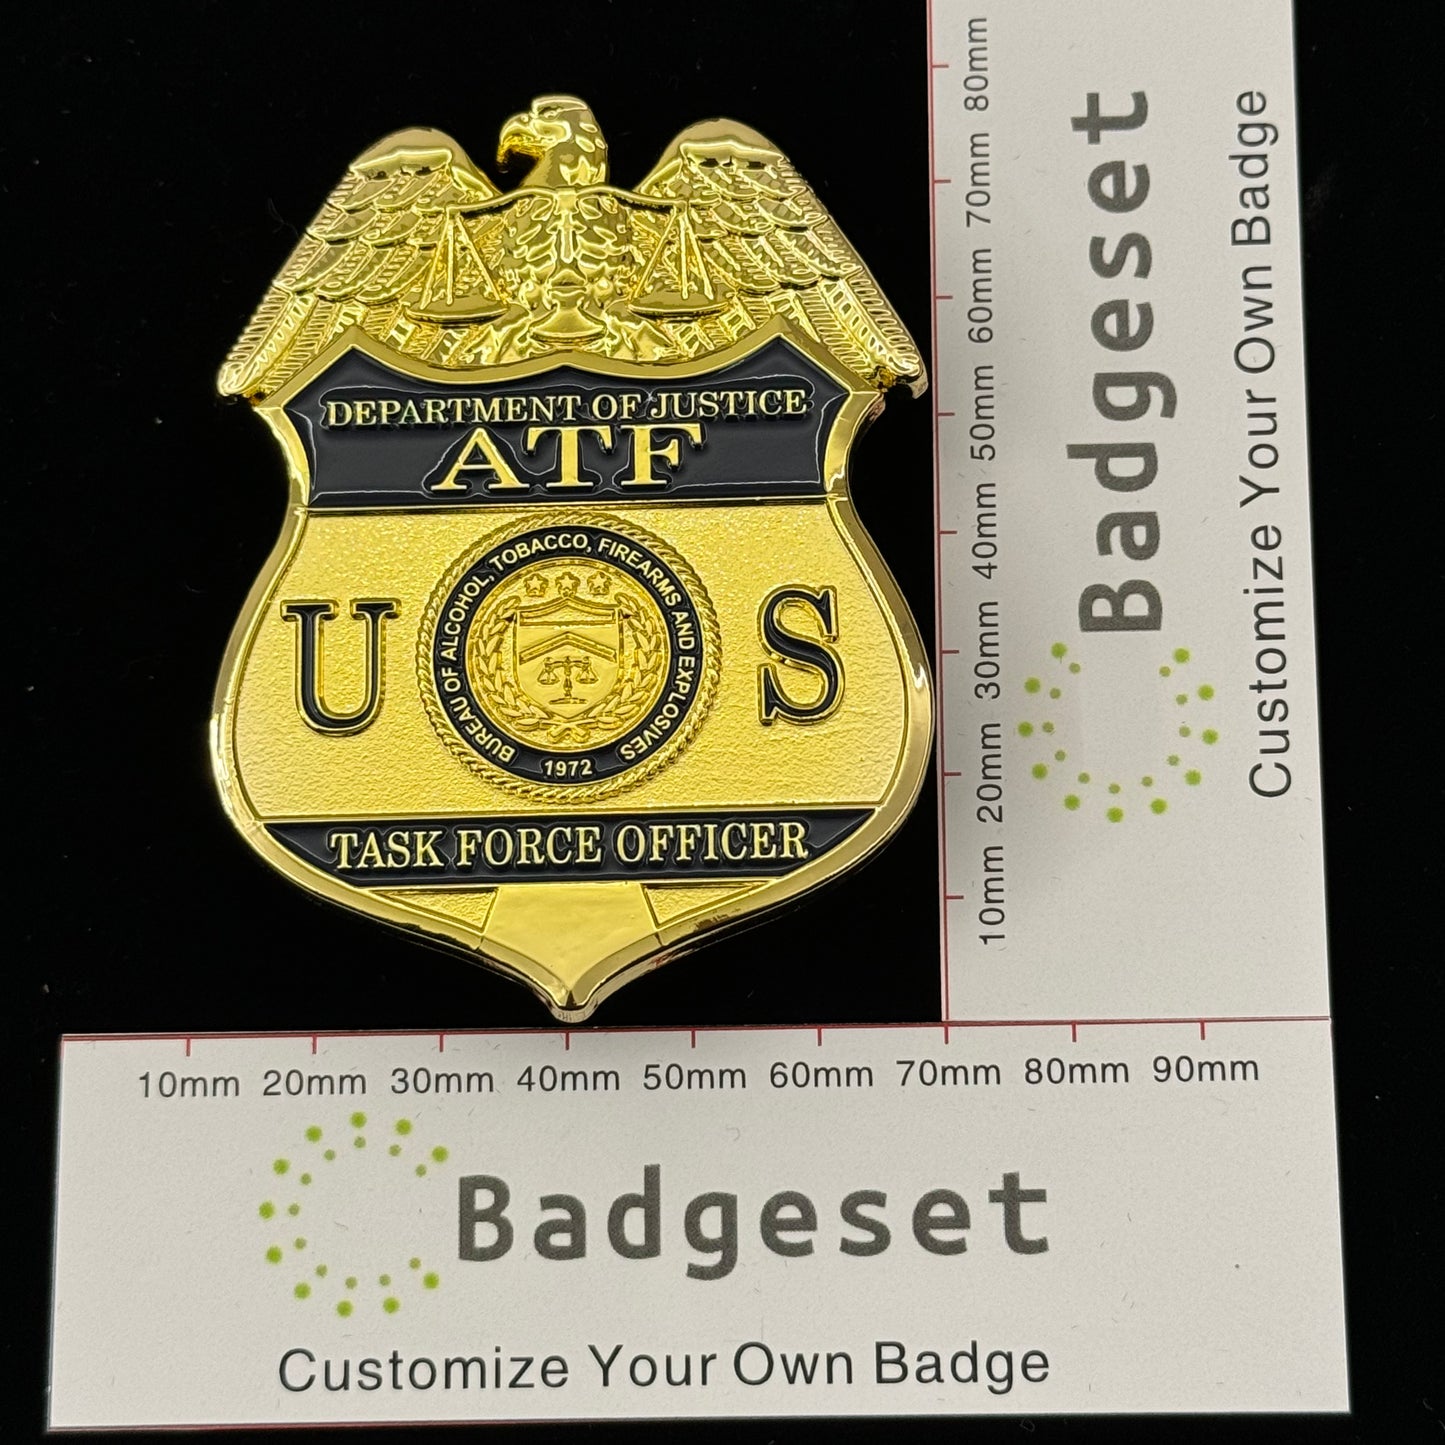 DEPARTMENT OF JUSTICE
ATF
U S
BUREAU OF ALCOHOL, TOBACCO, FIREARMS AND EXPLOSIVES
1972
TASK FORCE OFFICER
80mm
70mm
60mm
50mm
40mm
30mm
20mm
10mm
Badgeset
Customize Your Own Badge
10mm 20mm 30mm 40mm 50mm 60mm 70mm 80mm 90mm
Badgeset
Customize Your Own Badge